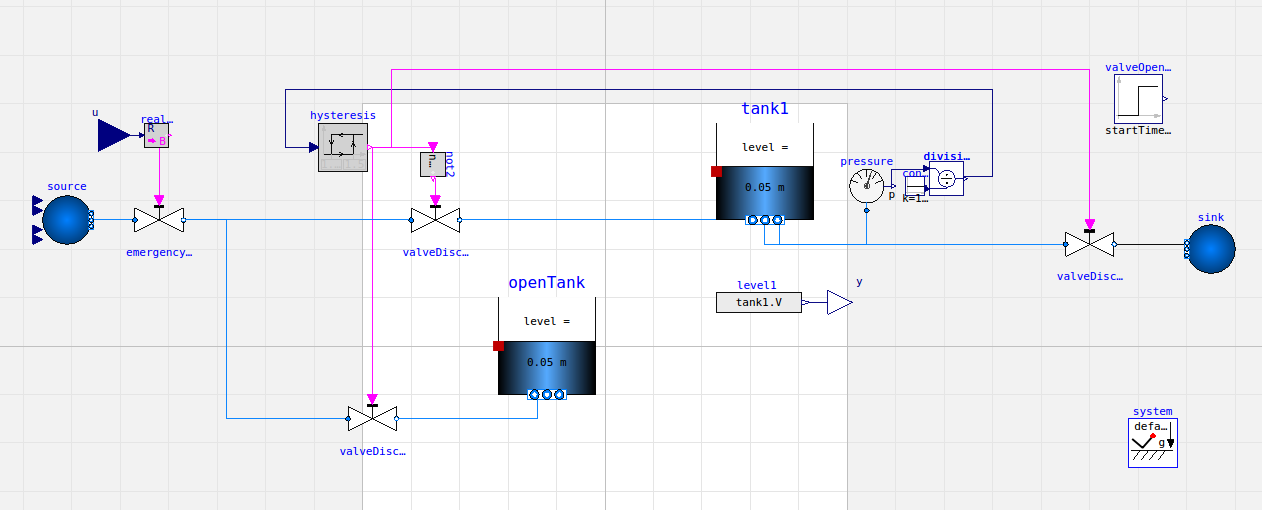 valveOpen…
tank1
u
hysteresis
real…
R
B
startTime…
level =
n…
not2
pressure
divisi…
con…
0.05 m
source
p
k=1…
sink
emergency…
valveDisc…
valveDisc…
openTank
level1
y
tank1.V
level =
0.05 m
system
defa…
g
valveDisc…